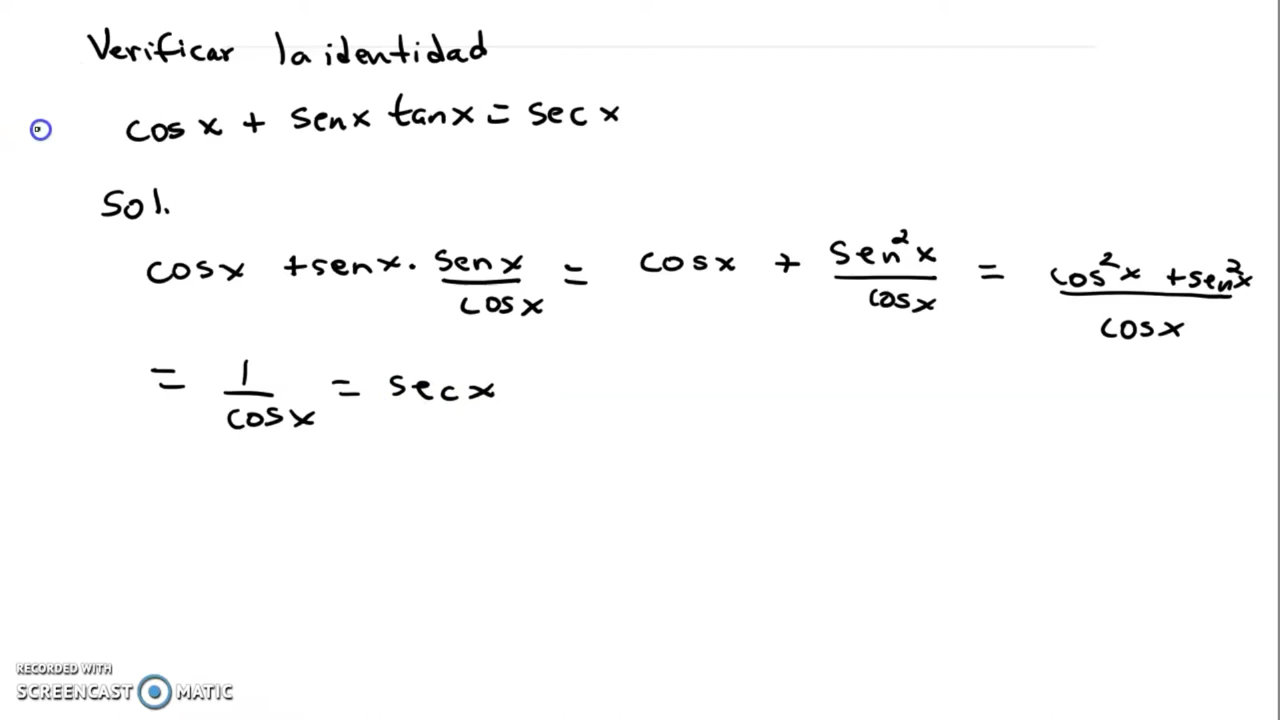 Verificar la identidad
cos x + sen x tan x = sec x
Sol.
cos x + sen x · sen x / cos x = cos x + sen² x / cos x = cos² x + sen² x / cos x
= 1 / cos x = sec x
RECORDED WITH
SCREENCAST MATIC